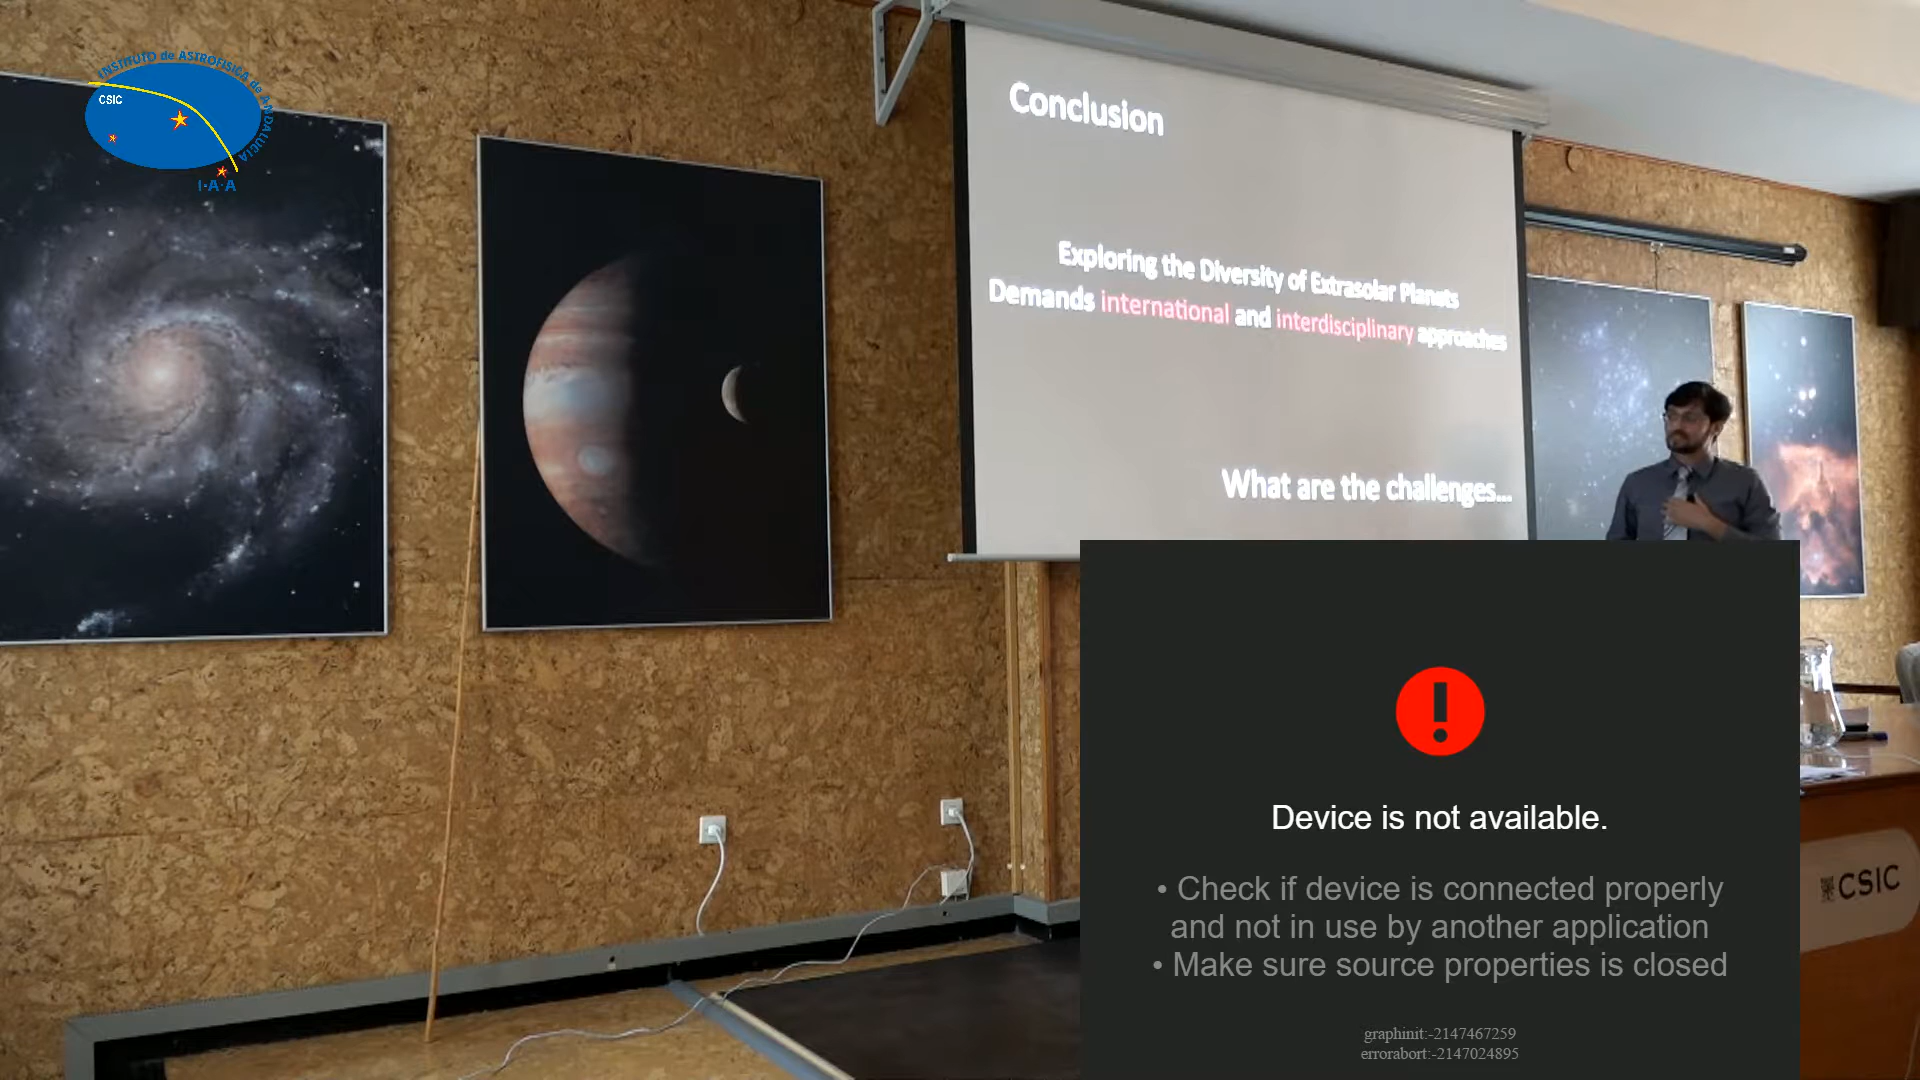 INSTITUTO de ASTROFISICA de ANDALUCIA
CSIC
I·A·A
Conclusion
Exploring the Diversity of Extrasolar Planets
Demands international and interdisciplinary approaches
What are the challenges...
Device is not available.
• Check if device is connected properly
and not in use by another application
• Make sure source properties is closed
graphinit:-2147467259
errorabort:-2147024895
CSIC